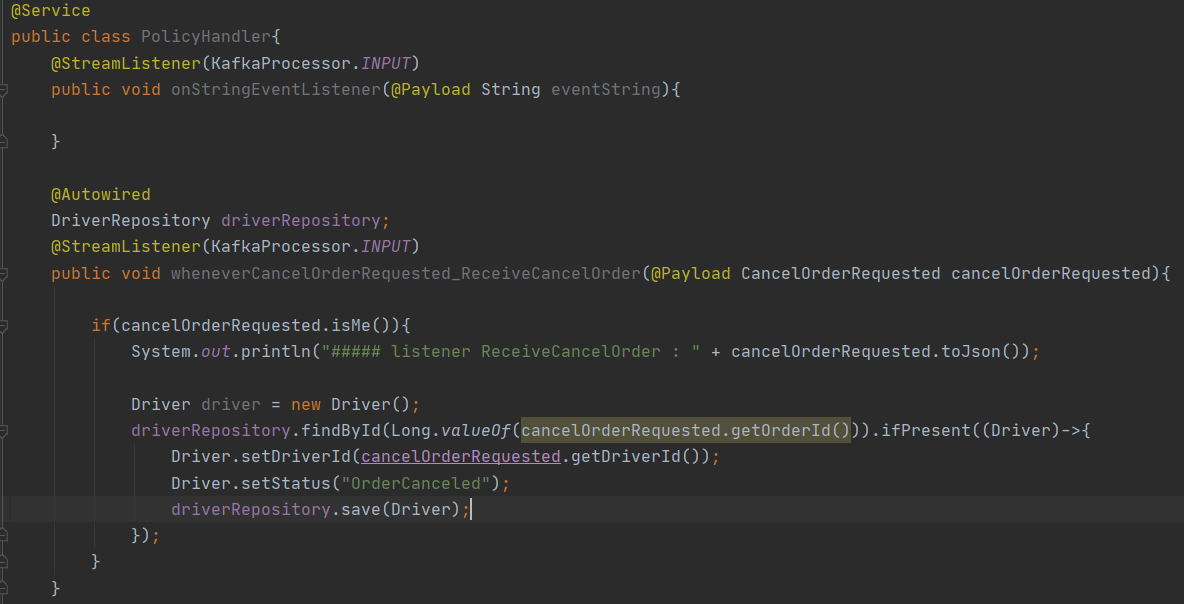 @Service
public class PolicyHandler{
    @StreamListener(KafkaProcessor.INPUT)
    public void onStringEventListener(@Payload String eventString){

    }

    @Autowired
    DriverRepository driverRepository;
    @StreamListener(KafkaProcessor.INPUT)
    public void wheneverCancelOrderRequested_ReceiveCancelOrder(@Payload CancelOrderRequested cancelOrderRequested){

        if(cancelOrderRequested.isMe()){
            System.out.println("##### listener ReceiveCancelOrder : " + cancelOrderRequested.toJson());

            Driver driver = new Driver();
            driverRepository.findById(Long.valueOf(cancelOrderRequested.getOrderId())).ifPresent((Driver)->{
                Driver.setDriverId(cancelOrderRequested.getDriverId());
                Driver.setStatus("OrderCanceled");
                driverRepository.save(Driver);
            });
        }
    }